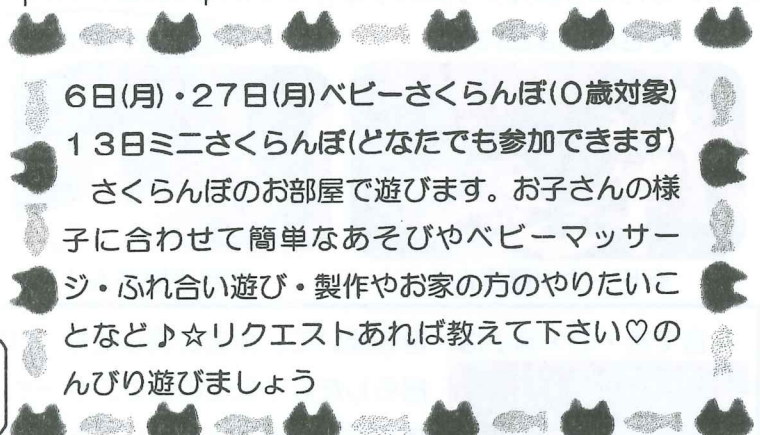 6日(月)・27日(月)ベビーさくらんぼ(0歳対象)
13日ミニさくらんぼ(どなたでも参加できます)
さくらんぼのお部屋で遊びます。お子さんの様
子に合わせて簡単なあそびやベビーマッサー
ジ・ふれ合い遊び・製作やお家の方のやりたいこ
となど♪☆リクエストあれば教えて下さい♡の
んびり遊びましょう